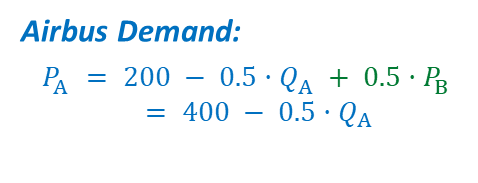 Airbus Demand:
P_A = 200 − 0.5 · Q_A + 0.5 · P_B
= 400 − 0.5 · Q_A